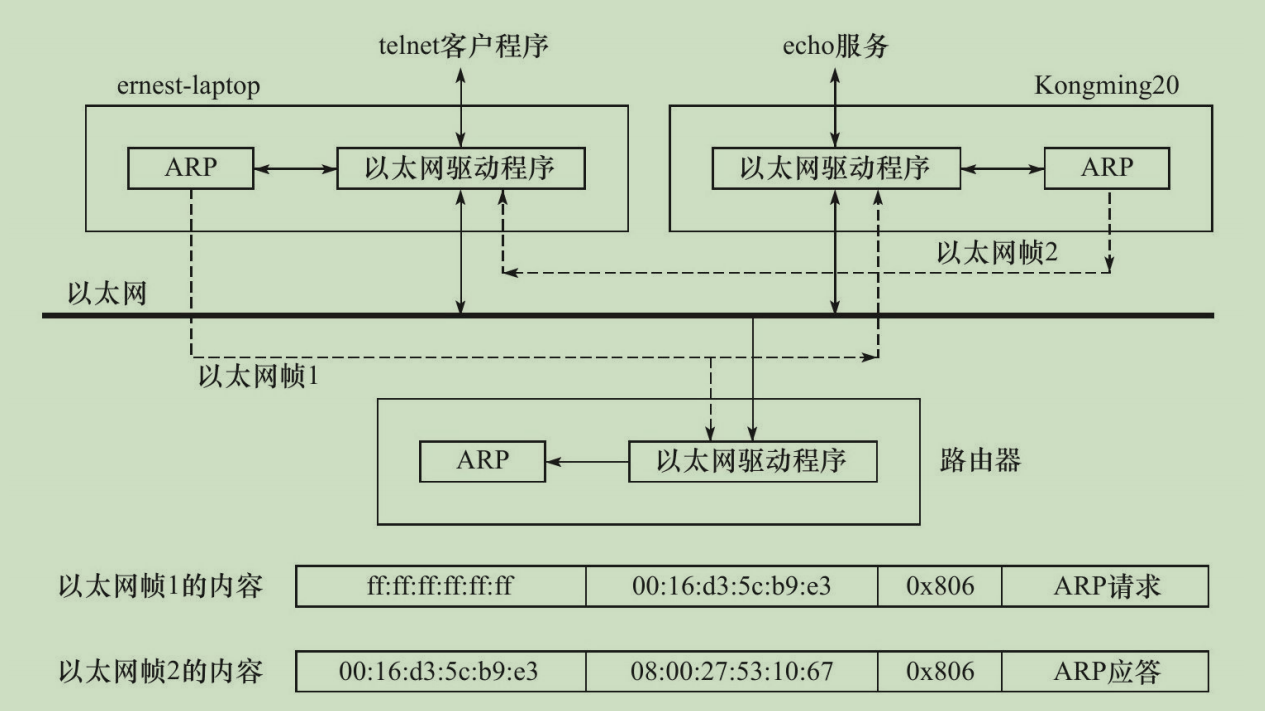 telnet客户程序
echo服务
ernest-laptop
Kongming20
ARP
以太网驱动程序
以太网驱动程序
ARP
以太网帧2
以太网
以太网帧1
ARP
以太网驱动程序
路由器
以太网帧1的内容 ff:ff:ff:ff:ff:ff 00:16:d3:5c:b9:e3 0x806 ARP请求
以太网帧2的内容 00:16:d3:5c:b9:e3 08:00:27:53:10:67 0x806 ARP应答